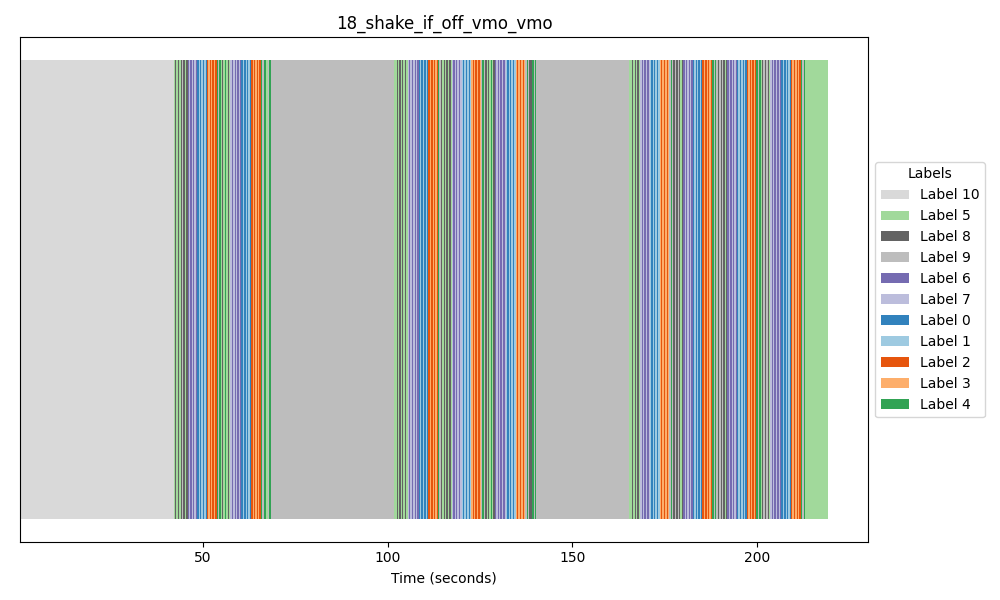 18_shake_if_off_vmo_vmo
Labels
Label 10
Label 5
Label 8
Label 9
Label 6
Label 7
Label 0
Label 1
Label 2
Label 3
Label 4
50
100
150
200
Time (seconds)